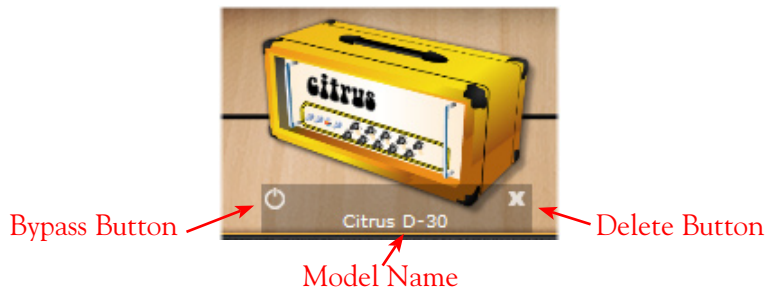 citrus
Citrus D-30
Bypass Button
Delete Button
Model Name